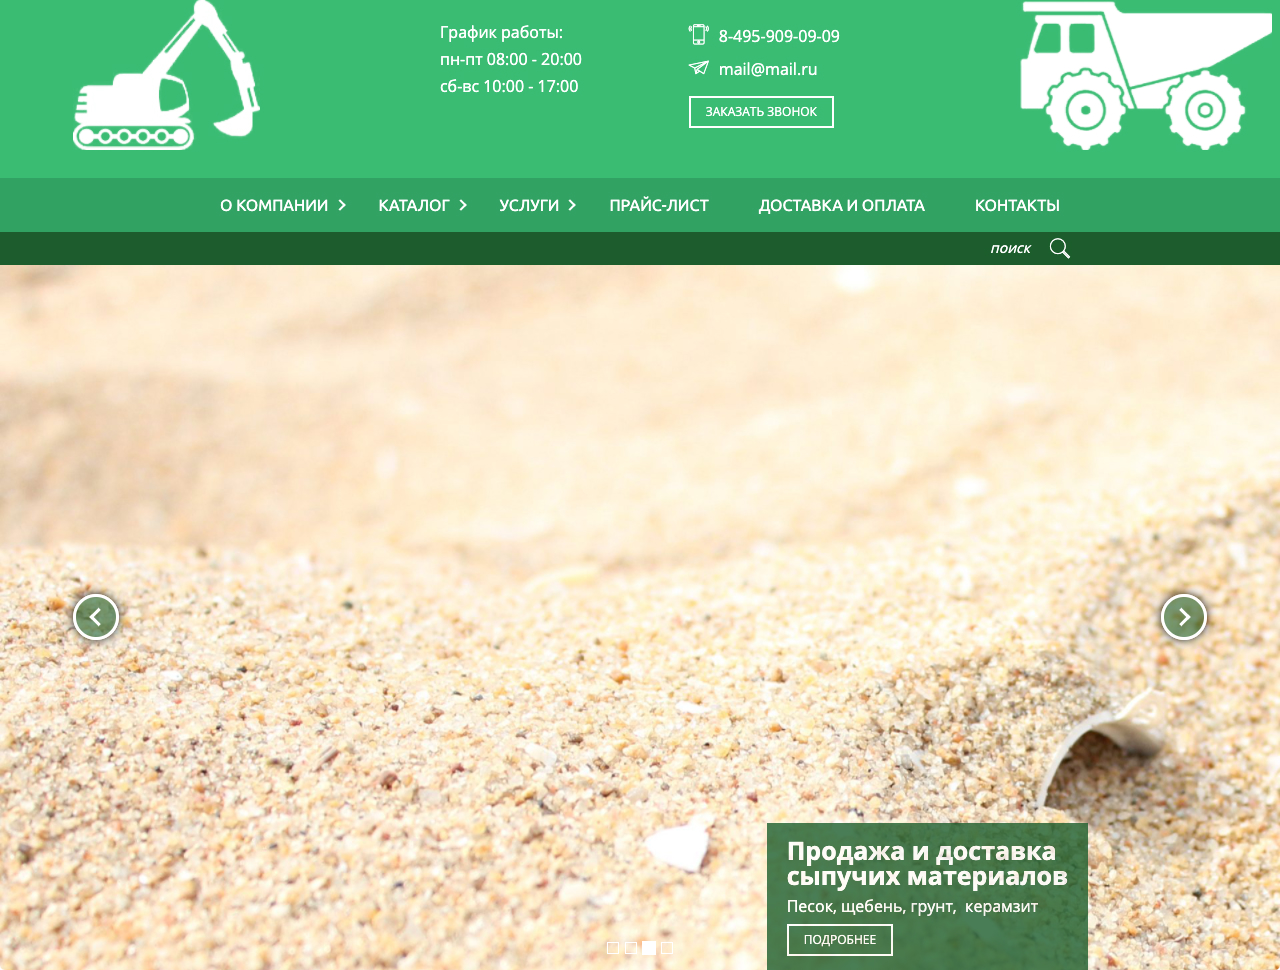 График работы:
пн-пт 08:00 - 20:00
сб-вс 10:00 - 17:00
8-495-909-09-09
mail@mail.ru
ЗАКАЗАТЬ ЗВОНОК
О КОМПАНИИ КАТАЛОГ УСЛУГИ ПРАЙС-ЛИСТ ДОСТАВКА И ОПЛАТА КОНТАКТЫ
поиск
Продажа и доставка
сыпучих материалов
Песок, щебень, грунт, керамзит
ПОДРОБНЕЕ